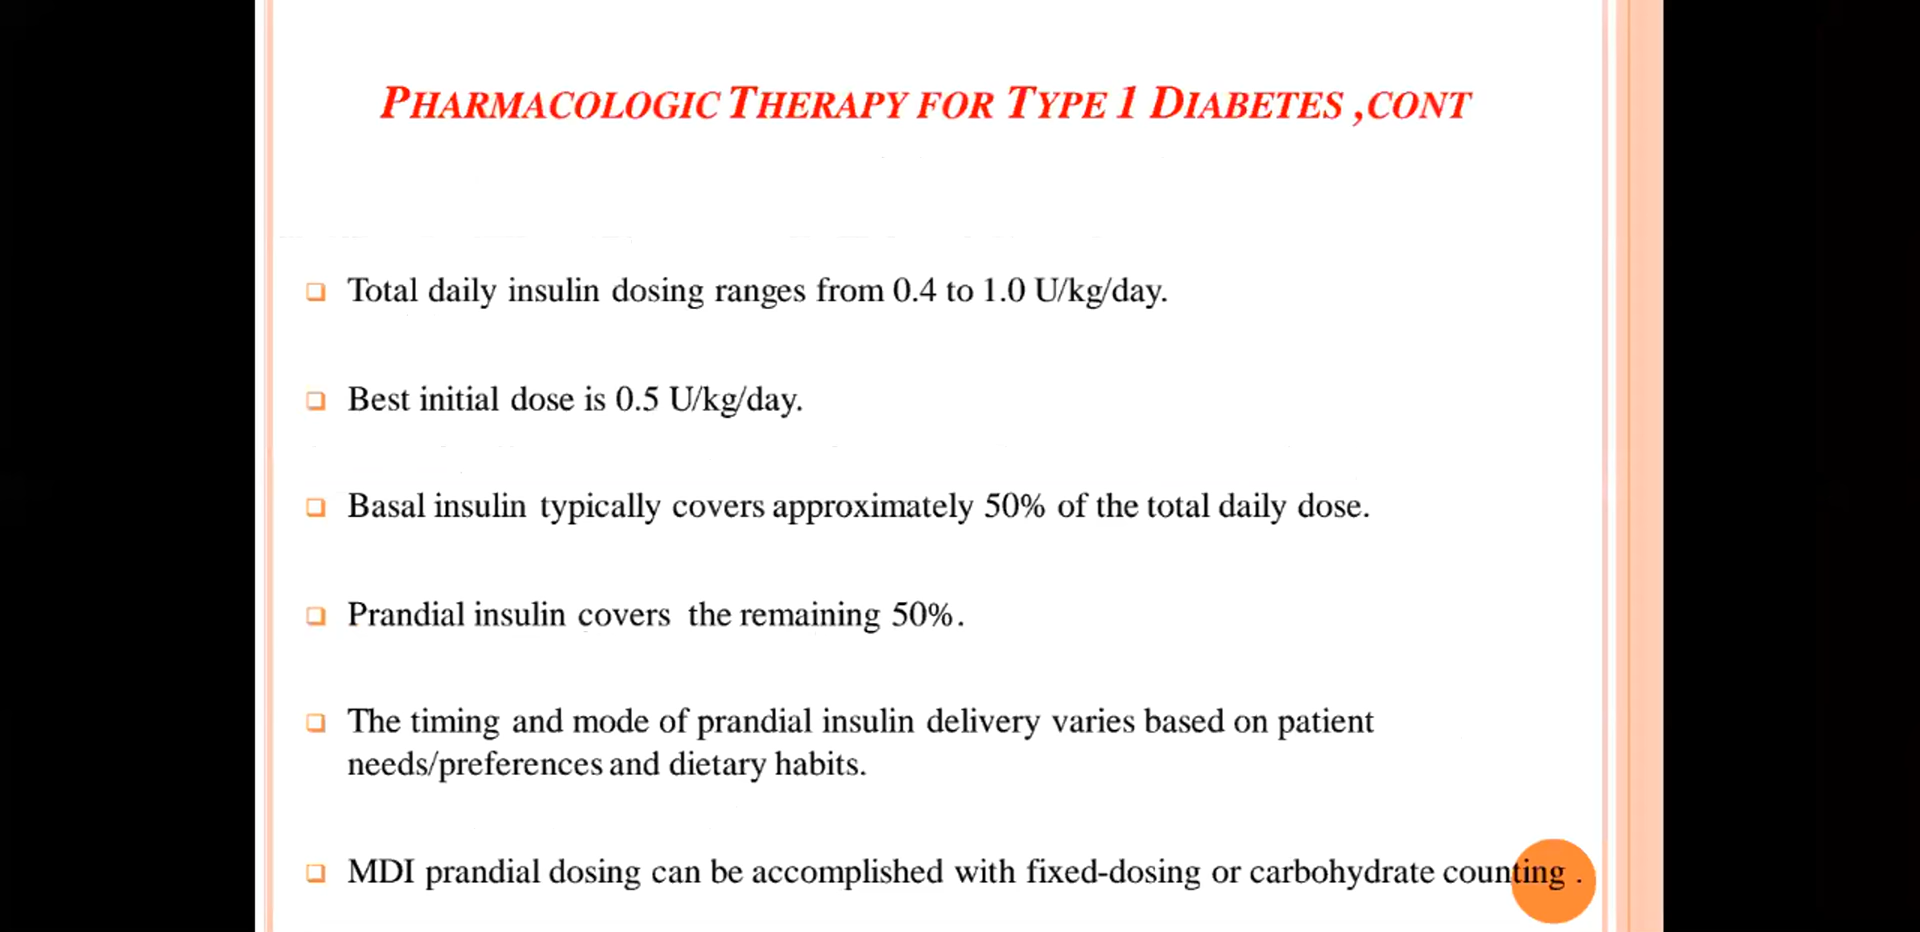 PHARMACOLOGIC THERAPY FOR TYPE 1 DIABETES ,CONT
Total daily insulin dosing ranges from 0.4 to 1.0 U/kg/day.
Best initial dose is 0.5 U/kg/day.
Basal insulin typically covers approximately 50% of the total daily dose.
Prandial insulin covers the remaining 50%.
The timing and mode of prandial insulin delivery varies based on patient
needs/preferences and dietary habits.
MDI prandial dosing can be accomplished with fixed-dosing or carbohydrate counting .